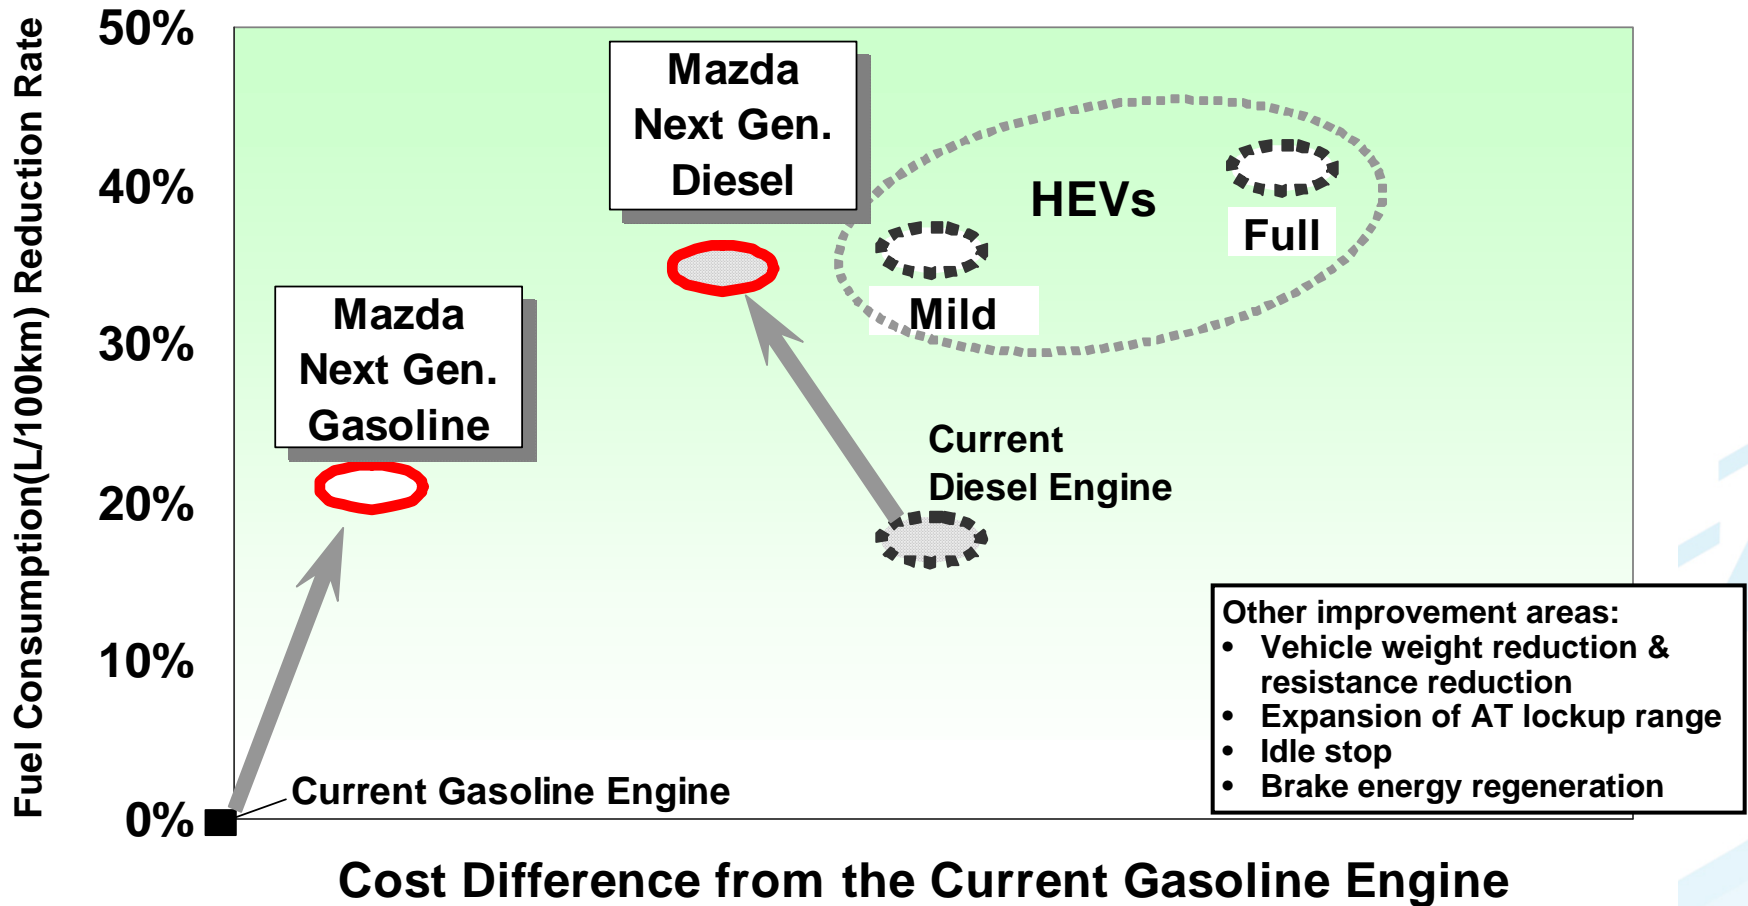 Fuel Consumption(L/100km) Reduction Rate
50%
40%
30%
20%
10%
0%
Mazda
Next Gen.
Diesel
HEVs
Full
Mild
Mazda
Next Gen.
Gasoline
Current
Diesel Engine
Current Gasoline Engine
Other improvement areas:
• Vehicle weight reduction &
resistance reduction
• Expansion of AT lockup range
• Idle stop
• Brake energy regeneration
Cost Difference from the Current Gasoline Engine